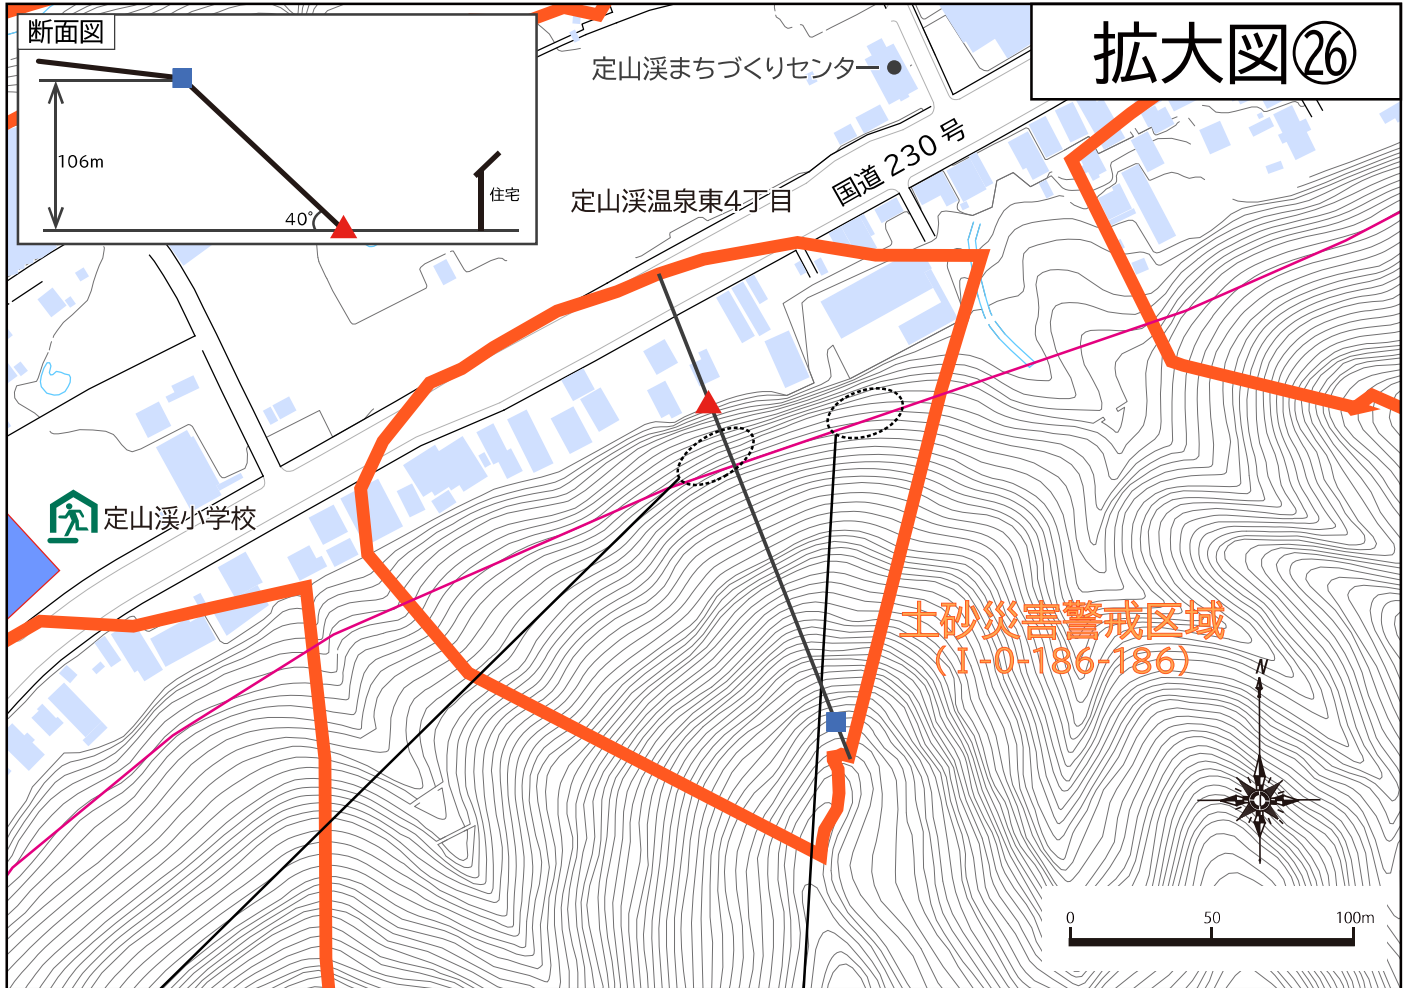 断面図
106m
40°
住宅
拡大図㉖
定山渓まちづくりセンター
国道230号
定山渓温泉東4丁目
定山渓小学校
土砂災害警戒区域
(Ⅰ-0-186-186)
N
0 50 100m